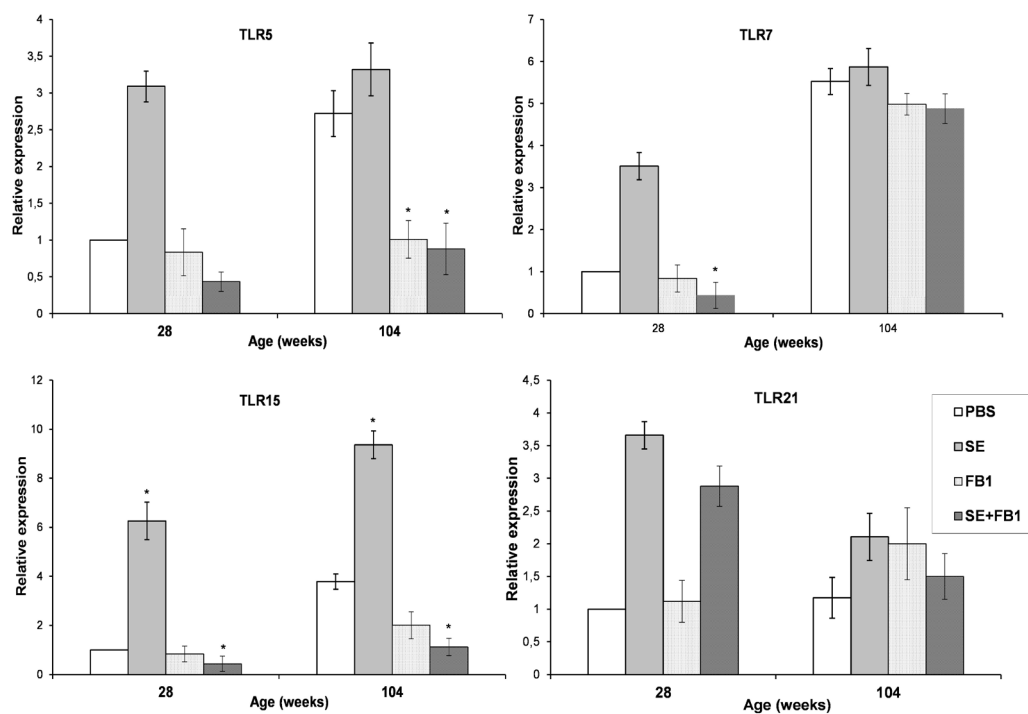 TLR5
Relative expression
4
3,5
3
2,5
2
1,5
1
0,5
0
* *
28 104
Age (weeks)
TLR7
Relative expression
7
6
5
4
3
2
1
0
*
28 104
Age (weeks)
TLR15
Relative expression
12
10
8
6
4
2
0
* * * *
28 104
Age (weeks)
TLR21
Relative expression
4,5
4
3,5
3
2,5
2
1,5
1
0,5
0
28 104
Age (weeks)
PBS
SE
FB1
SE+FB1